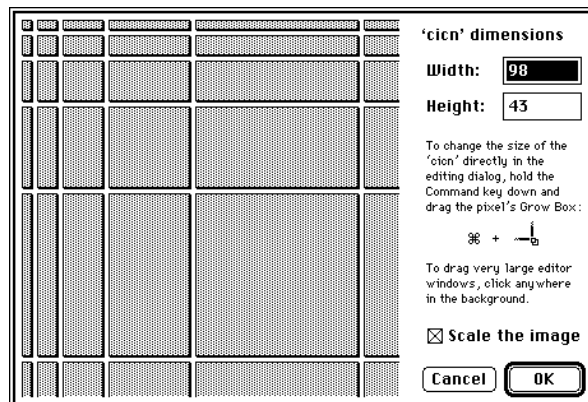 ‘cicn’ dimensions
Width: 98
Height: 43
To change the size of the
‘cicn’ directly in the
editing dialog, hold the
Command key down and
drag the pixel's Grow Box:
⌘ +
To drag very large editor
windows, click anywhere
in the background.
Scale the image
Cancel OK